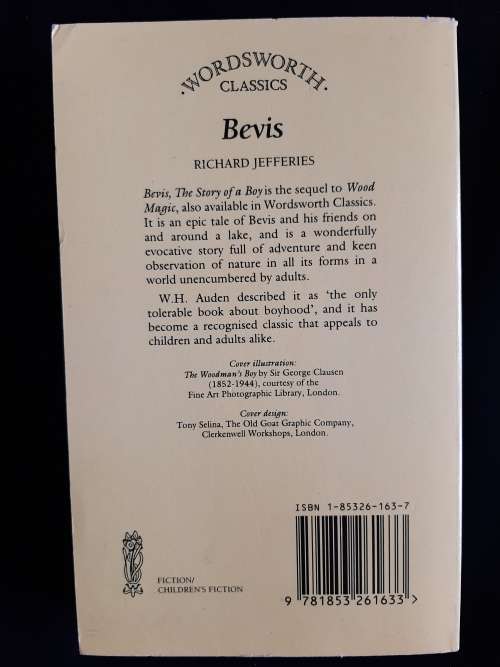 ·WORDSWORTH·
CLASSICS
Bevis
RICHARD JEFFERIES
Bevis, The Story of a Boy is the sequel to Wood
Magic, also available in Wordsworth Classics.
It is an epic tale of Bevis and his friends on
and around a lake, and is a wonderfully
evocative story full of adventure and keen
observation of nature in all its forms in a
world unencumbered by adults.
W.H. Auden described it as ‘the only
tolerable book about boyhood’, and it has
become a recognised classic that appeals to
children and adults alike.
Cover illustration:
The Woodman's Boy by Sir George Clausen
(1852-1944), courtesy of the
Fine Art Photographic Library, London.
Cover design:
Tony Selina, The Old Goat Graphic Company,
Clerkenwell Workshops, London.
ISBN 1-85326-163-7
FICTION/
CHILDREN'S FICTION
9 781853 261633 >